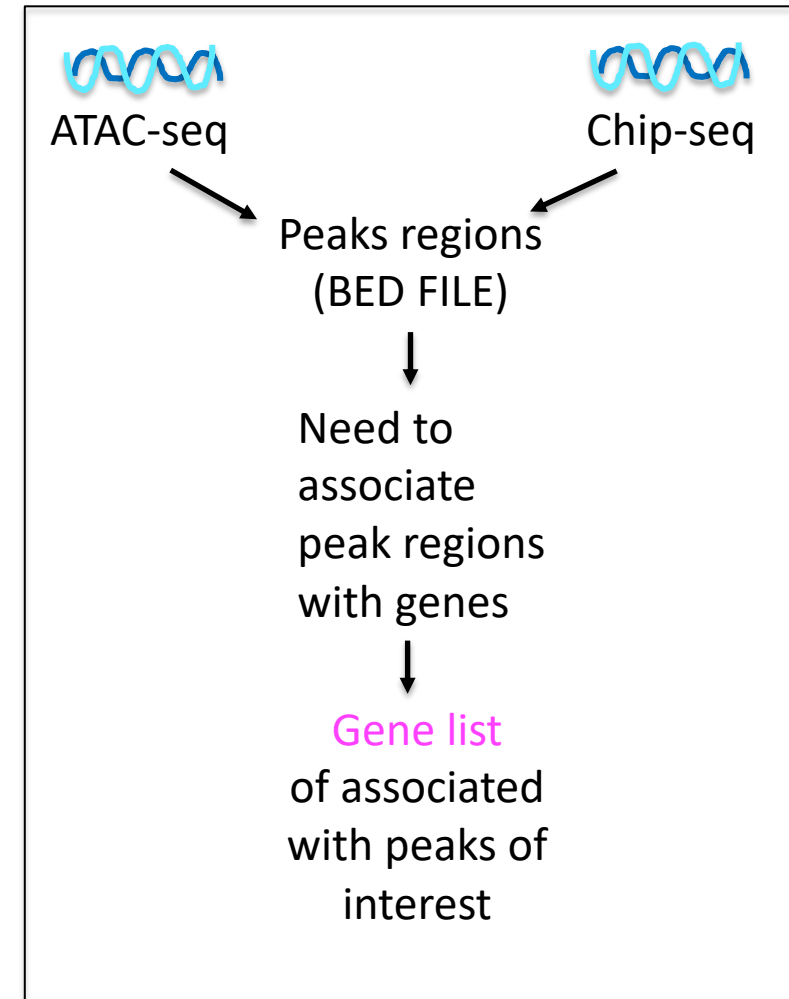 ATAC-seq
Chip-seq
Peaks regions
(BED FILE)
Need to
associate
peak regions
with genes
Gene list
of associated
with peaks of
interest